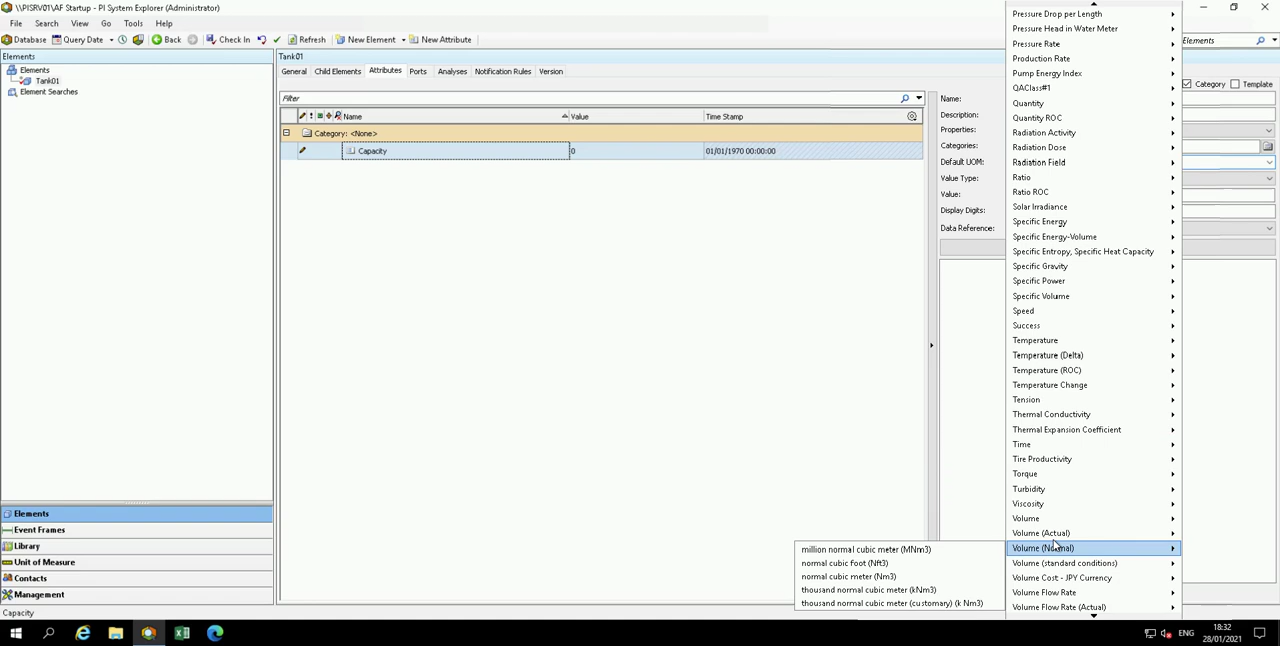 \\PISRV01\AF Startup - PI System Explorer (Administrator)
File Search View Go Tools Help
Database Query Date Back Check In Refresh New Element New Attribute
Elements
Elements
Tank01
Element Searches
Elements
Event Frames
Library
Unit of Measure
Contacts
Management
Capacity
Tank01
General Child Elements Attributes Ports Analyses Notification Rules Version
Filter
Name Value Time Stamp
Category: <None>
Capacity 0 01/01/1970 00:00:00
Elements
Category Template
Name:
Description:
Properties:
Categories:
Default UOM:
Value Type:
Value:
Display Digits:
Data Reference:
Pressure Drop per Length
Pressure Head in Water Meter
Pressure Rate
Production Rate
Pump Energy Index
QAClass#1
Quantity
Quantity ROC
Radiation Activity
Radiation Dose
Radiation Field
Ratio
Ratio ROC
Solar Irradiance
Specific Energy
Specific Energy-Volume
Specific Entropy, Specific Heat Capacity
Specific Gravity
Specific Power
Specific Volume
Speed
Success
Temperature
Temperature (Delta)
Temperature (ROC)
Temperature Change
Tension
Thermal Conductivity
Thermal Expansion Coefficient
Time
Tire Productivity
Torque
Turbidity
Viscosity
Volume
Volume (Actual)
Volume (Normal)
Volume (standard conditions)
Volume Cost - JPY Currency
Volume Flow Rate
Volume Flow Rate (Actual)
million normal cubic meter (MNm3)
normal cubic foot (Nft3)
normal cubic meter (Nm3)
thousand normal cubic meter (kNm3)
thousand normal cubic meter (customary) (k Nm3)
ENG
18:32
28/01/2021